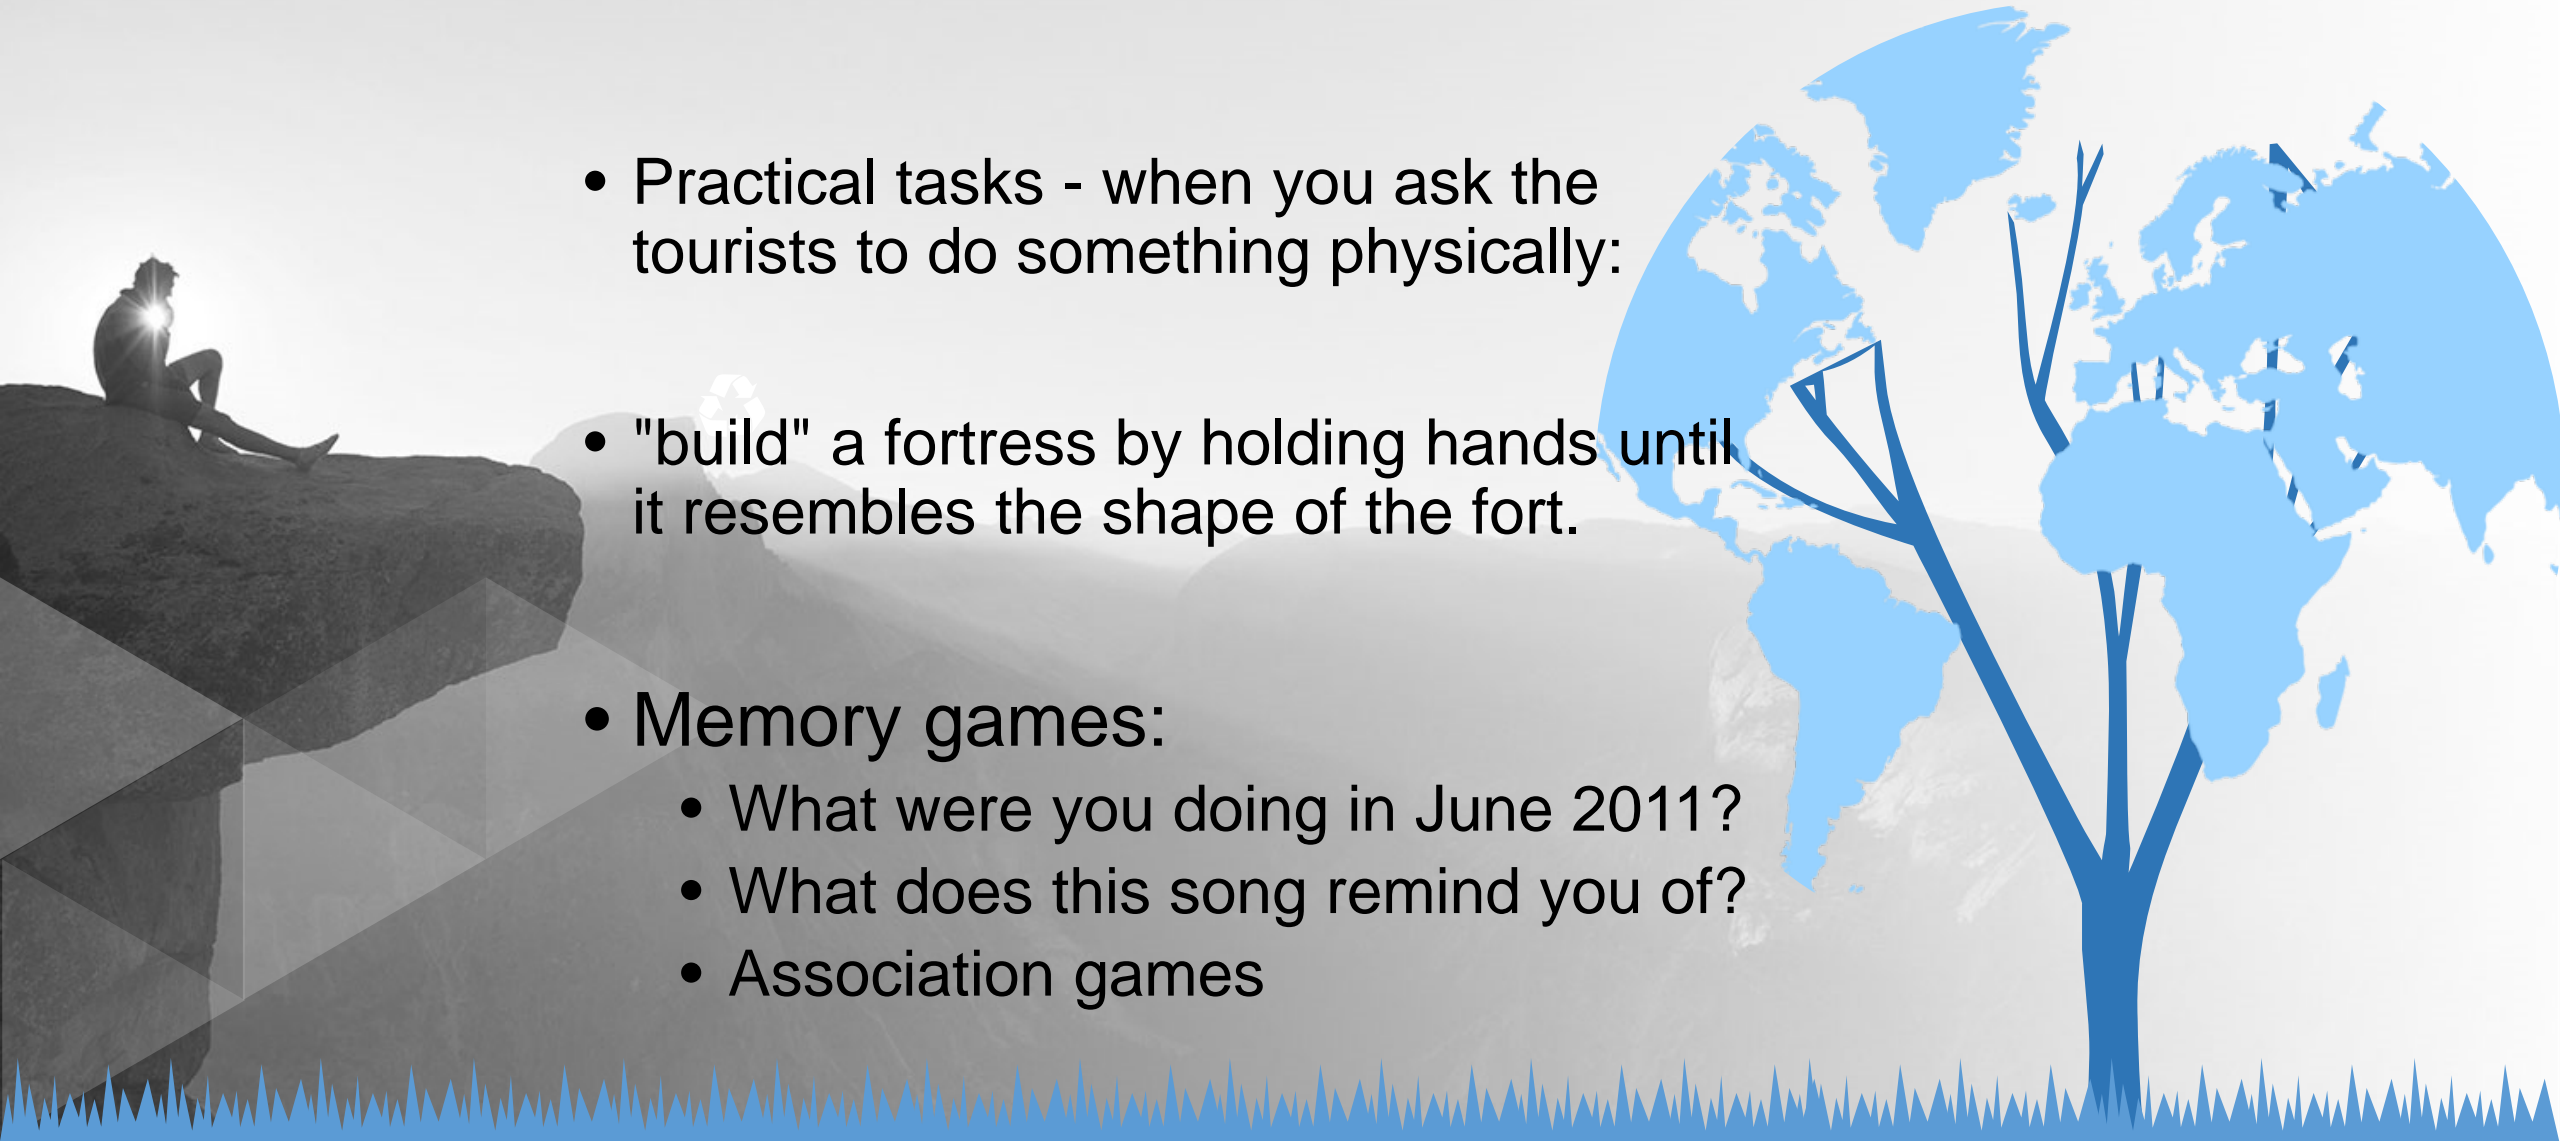 • Practical tasks - when you ask the
tourists to do something physically:
• "build" a fortress by holding hands until
it resembles the shape of the fort.
• Memory games:
• What were you doing in June 2011?
• What does this song remind you of?
• Association games